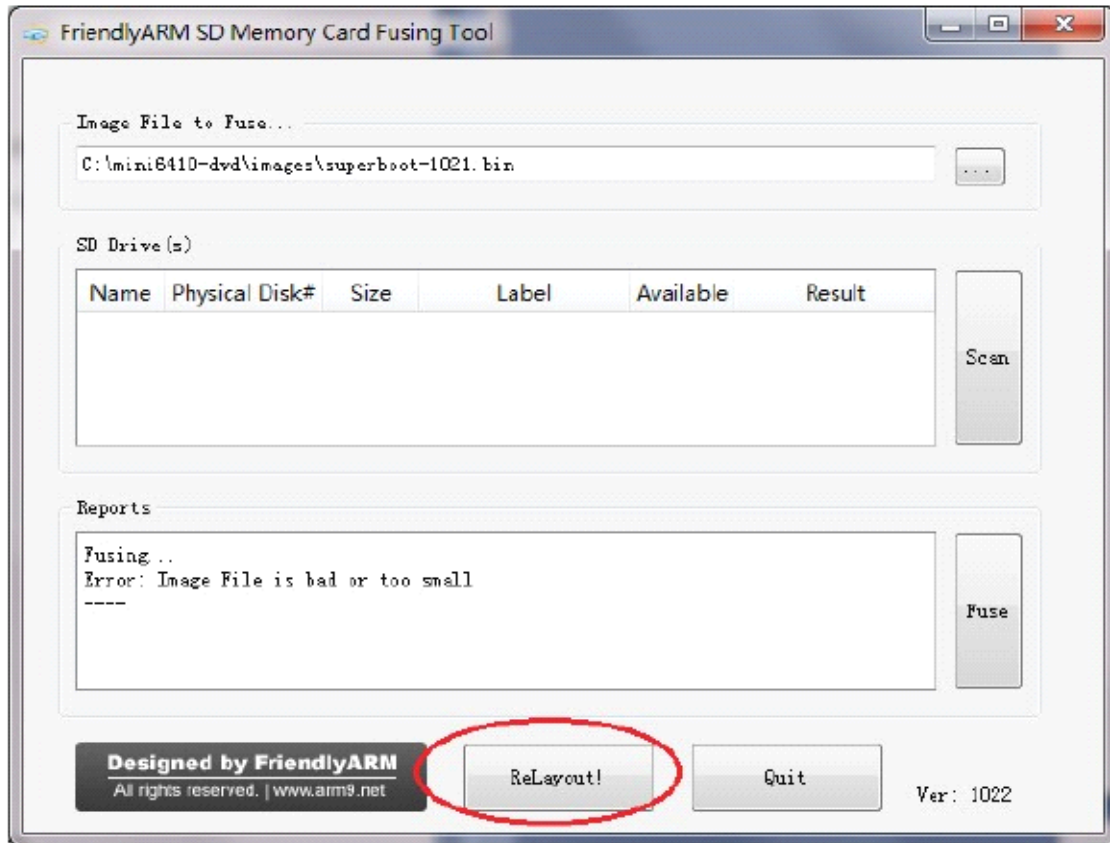 FriendlyARM SD Memory Card Fusing Tool
Image File to Fuse...
C:\mini6410-dvd\images\superboot-1021.bin
...
SD Drive(s)
Name Physical Disk# Size Label Available Result
Scan
Reports
Fusing...
Error: Image File is bad or too small
----
Fuse
Designed by FriendlyARM
All rights reserved. | www.arm9.net
ReLayout!
Quit
Ver: 1022